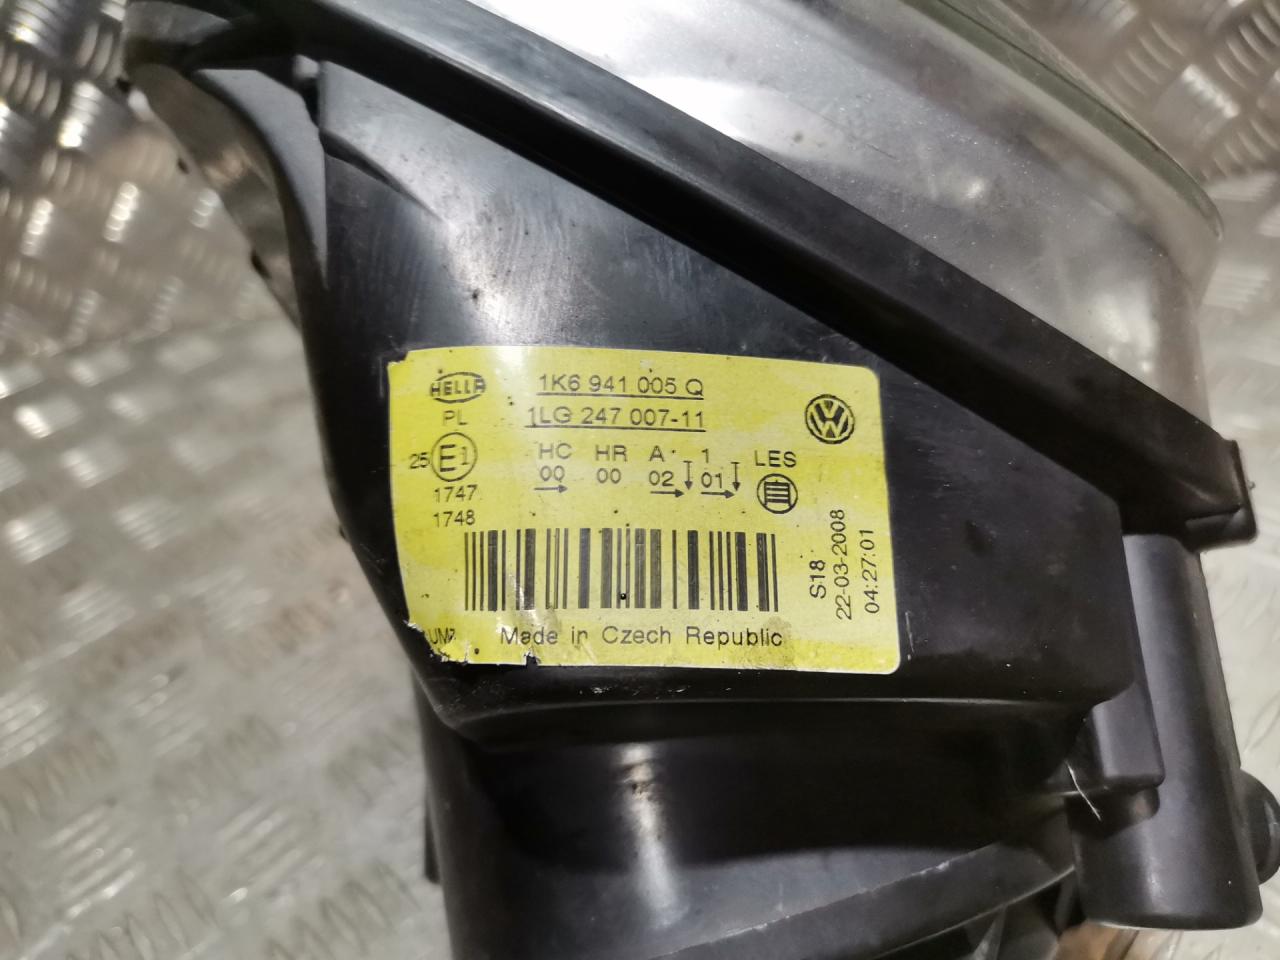 HELLA 1K6 941 005 Q
PL 1LG 247 007-11
VW
25 E1 HC HR A 1 LES
00 00 02 01
1747
1748
S18
22-03-2008
04:27:01
Made in Czech Republic